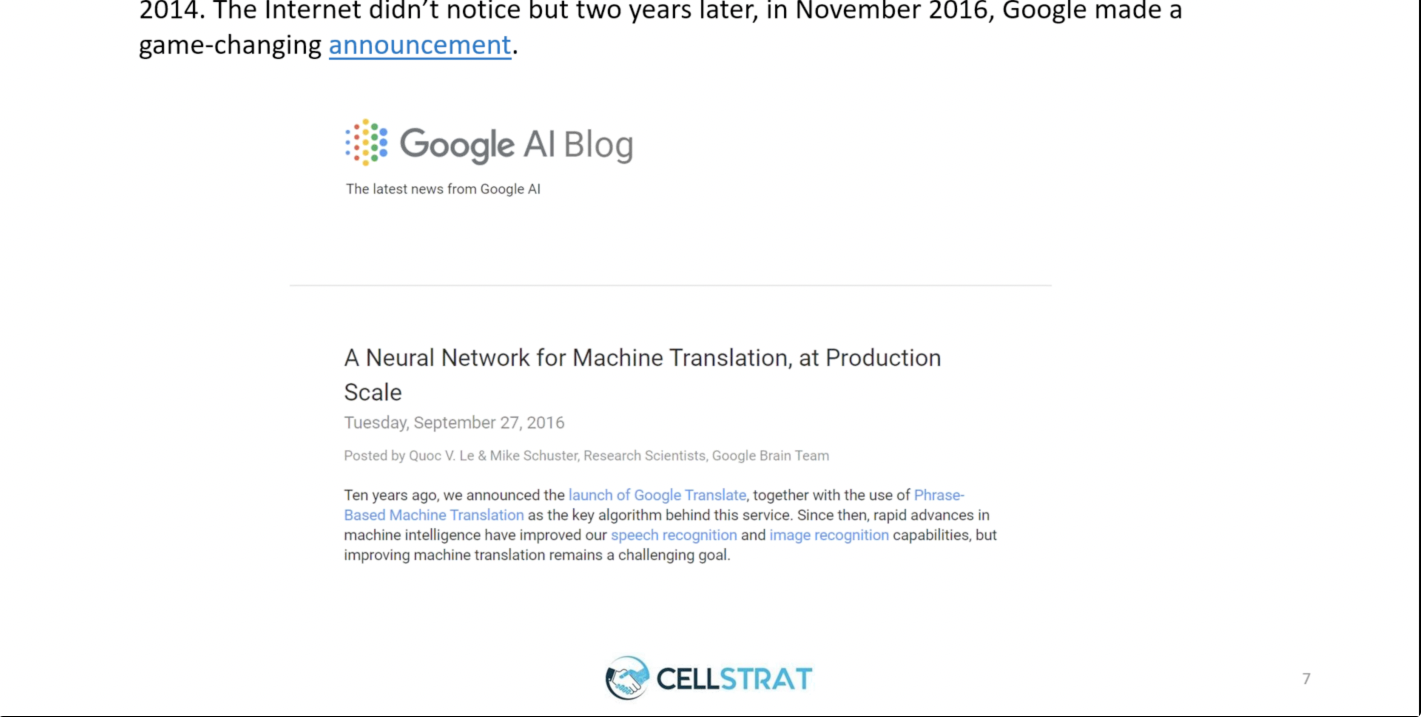 2014. The Internet didn’t notice but two years later, in November 2016, Google made a
game-changing announcement.
Google AI Blog
The latest news from Google AI
A Neural Network for Machine Translation, at Production
Scale
Tuesday, September 27, 2016
Posted by Quoc V. Le & Mike Schuster, Research Scientists, Google Brain Team
Ten years ago, we announced the launch of Google Translate, together with the use of Phrase-
Based Machine Translation as the key algorithm behind this service. Since then, rapid advances in
machine intelligence have improved our speech recognition and image recognition capabilities, but
improving machine translation remains a challenging goal.
CELLSTRAT
7